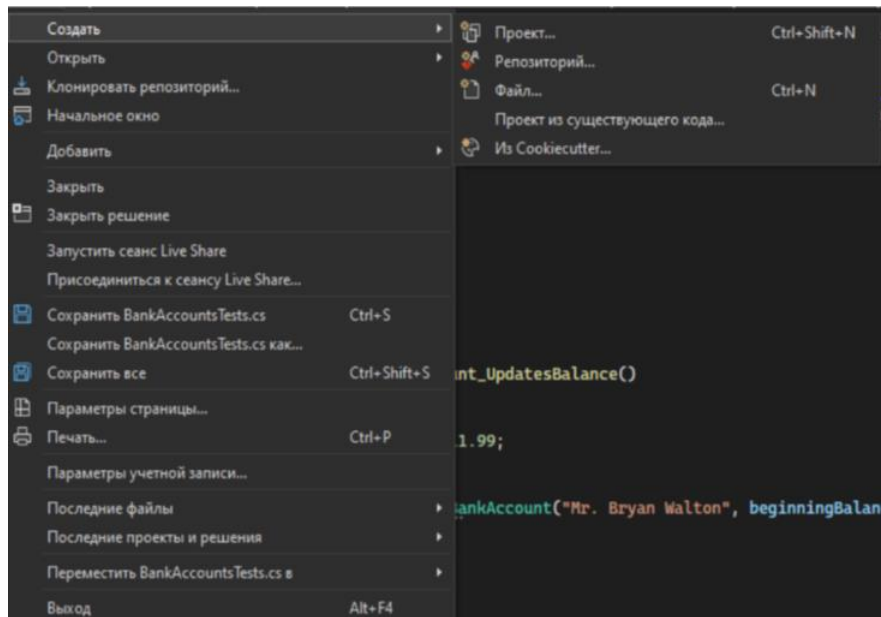 Создать
Открыть
Клонировать репозиторий...
Начальное окно
Добавить
Закрыть
Закрыть решение
Запустить сеанс Live Share
Присоединиться к сеансу Live Share...
Сохранить BankAccountsTests.cs Ctrl+S
Сохранить BankAccountsTests.cs как...
Сохранить все Ctrl+Shift+S
Параметры страницы...
Печать... Ctrl+P
Параметры учетной записи...
Последние файлы
Последние проекты и решения
Переместить BankAccountsTests.cs в
Выход Alt+F4
Проект... Ctrl+Shift+N
Репозиторий...
Файл... Ctrl+N
Проект из существующего кода...
Из Cookiecutter...
nt_UpdatesBalance()
1.99;
ankAccount("Mr. Bryan Walton", beginningBalan